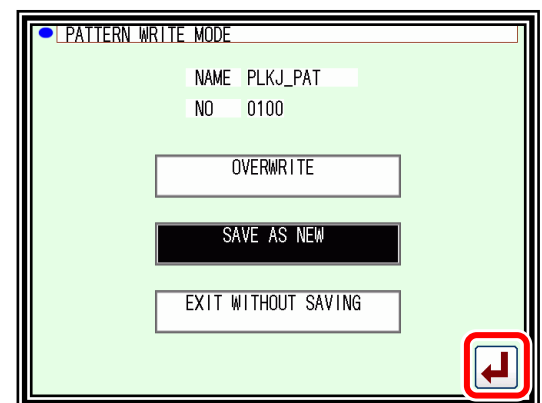 PATTERN WRITE MODE
NAME PLKJ_PAT
NO 0100
OVERWRITE
SAVE AS NEW
EXIT WITHOUT SAVING